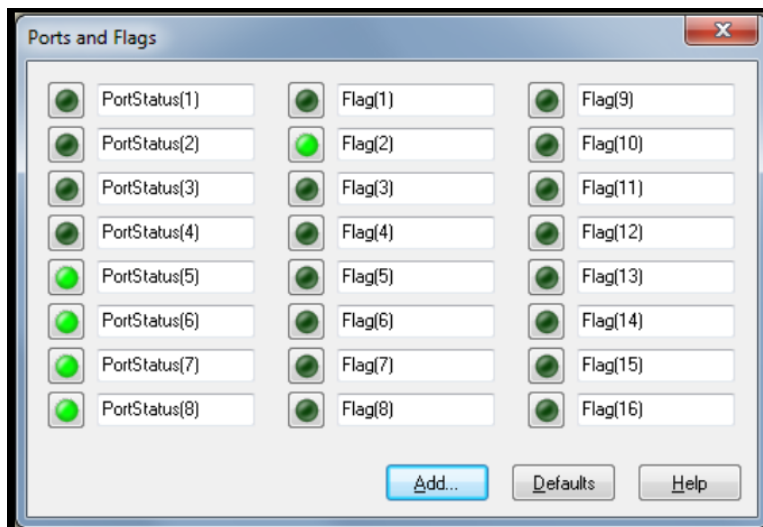 Ports and Flags
PortStatus(1) Flag(1) Flag(9)
PortStatus(2) Flag(2) Flag(10)
PortStatus(3) Flag(3) Flag(11)
PortStatus(4) Flag(4) Flag(12)
PortStatus(5) Flag(5) Flag(13)
PortStatus(6) Flag(6) Flag(14)
PortStatus(7) Flag(7) Flag(15)
PortStatus(8) Flag(8) Flag(16)
Add... Defaults Help